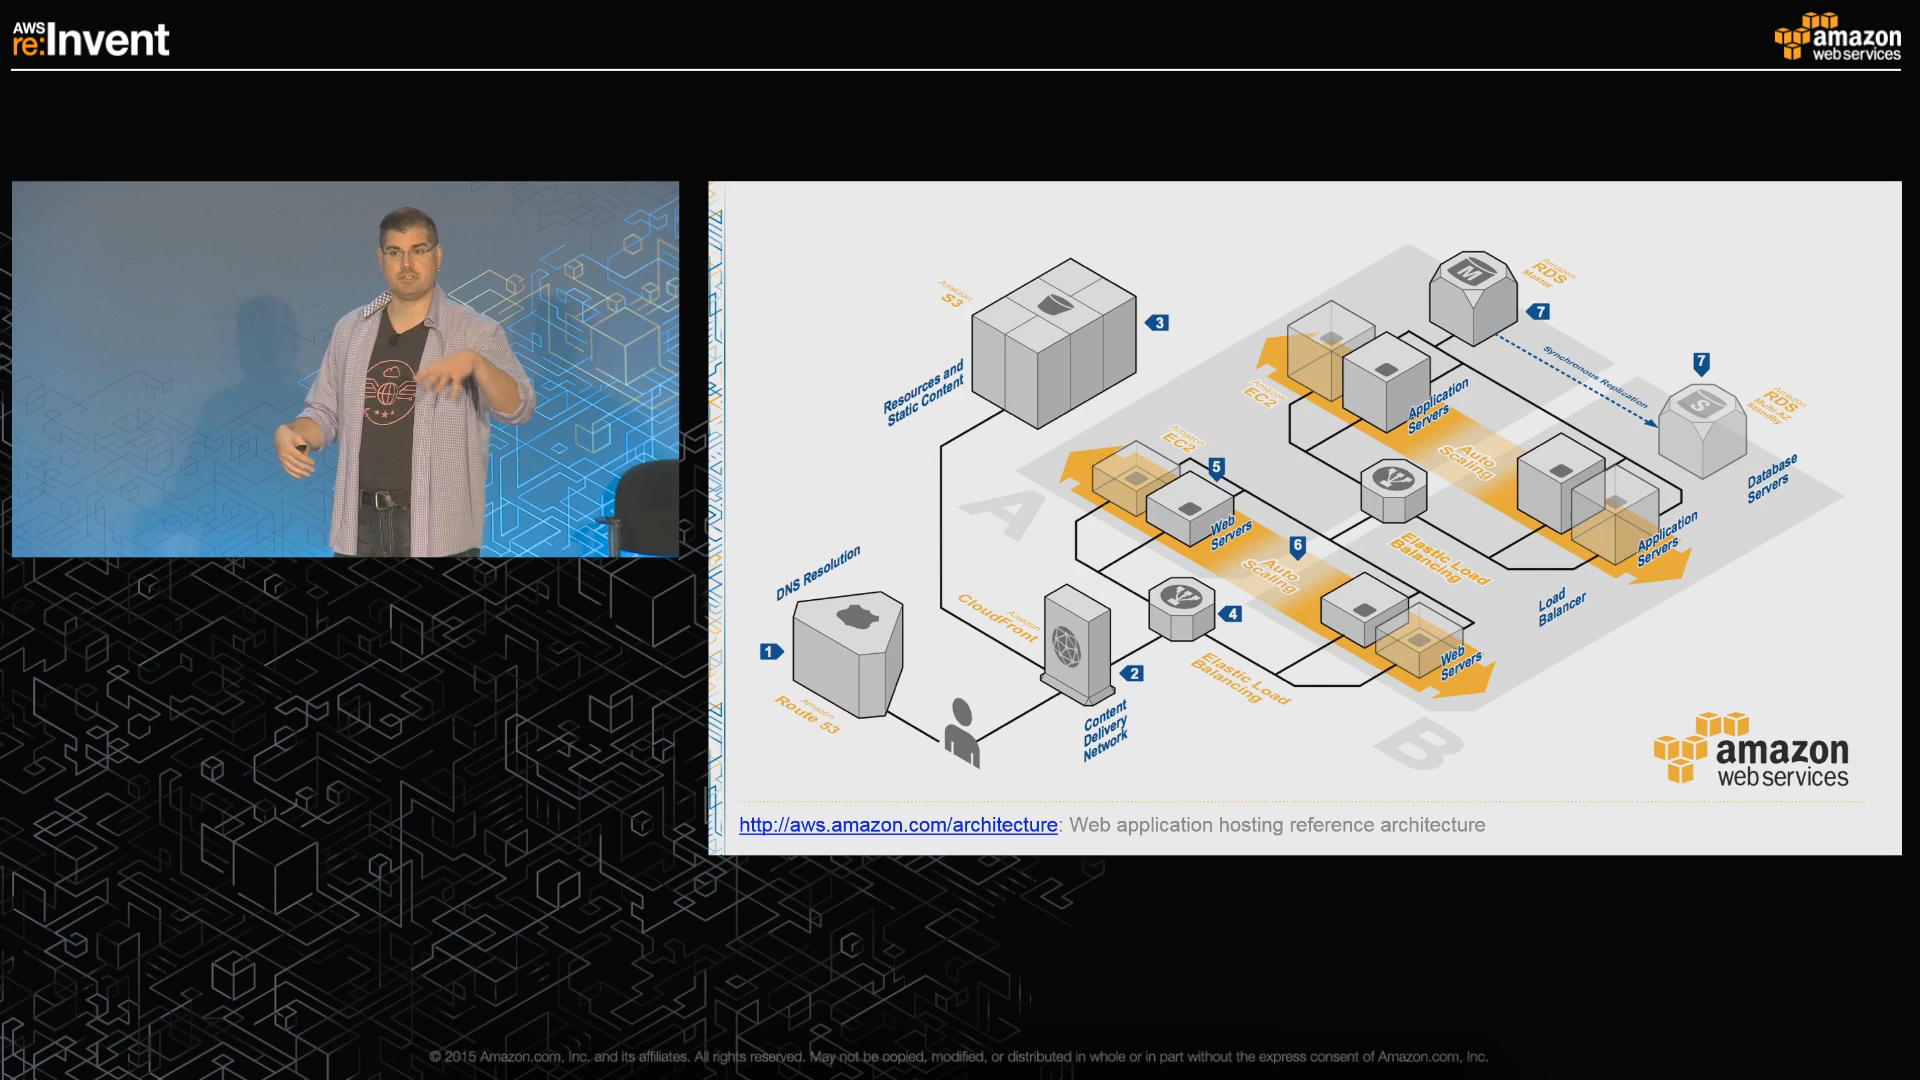 AWS
re:Invent
amazon
webservices
Amazon
S3
3
Resources and
Static Content
Amazon
RDS
Master
7
Synchronous Replication
7
Amazon
RDS
Multi-AZ
Standby
Database
Servers
M
S
Amazon
EC2
Application
Servers
Auto
Scaling
Application
Servers
Amazon
EC2
5
Web
Servers
6
Auto
Scaling
Elastic Load
Balancing
Load
Balancer
A
DNS Resolution
1
Amazon
Route 53
Amazon
CloudFront
2
Content
Delivery
Network
4
Elastic Load
Balancing
Web
Servers
B
amazon
webservices
http://aws.amazon.com/architecture: Web application hosting reference architecture
© 2015 Amazon.com, Inc. and its affiliates. All rights reserved. May not be copied, modified, or distributed in whole or in part without the express consent of Amazon.com, Inc.